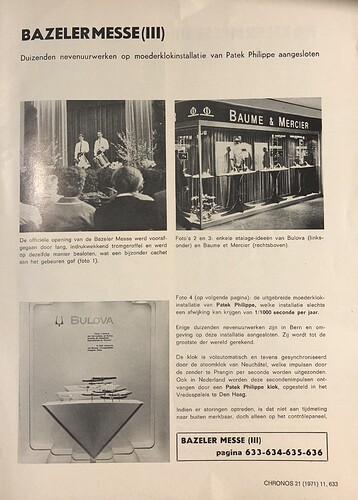 BAZELER MESSE (III)
Duizenden nevenuurwerken op moederklokinstallatie van Patek Philippe aangesloten
BAUME & MERCIER
De officiele opening van de Bazeler Messe werd voorafgegaan
door lang, indrukwekkend tromgeroffel en werd
op dezelfde manier besloten, wat een bijzonder cachet
aan het gebeuren gaf (foto 1).
Foto's 2 en 3: enkele etalage-ideeën van Bulova (linksonder)
en Baume et Mercier (rechtsboven).
BULOVA
Foto 4 (op volgende pagina): de uitgebreide moederklokinstallatie
van Patek Philippe, welke installatie slechts
een afwijking kan krijgen van 1/1000 seconde per jaar.
Enige duizenden nevenuurwerken zijn in Bern en omgeving
op deze installatie aangesloten. Zij wordt tot de
grootste der wereld gerekend.
De klok is volautomatisch en tevens gesynchroniseerd
door de atoomklok van Neuchâtel, welke impulsen door
de zender te Prangin per seconde worden uitgezonden.
Ook in Nederland worden deze secondenimpulsen ontvangen
door een Patek Philippe klok, opgesteld in het
Vredespaleis te Den Haag.
Indien er storingen optreden, is dat niet aan tijdmeting
naar buiten merkbaar, doch alleen op het contrôlepaneel,
BAZELER MESSE (III)
pagina 633-634-635-636
CHRONOS 21 (1971) 11, 633